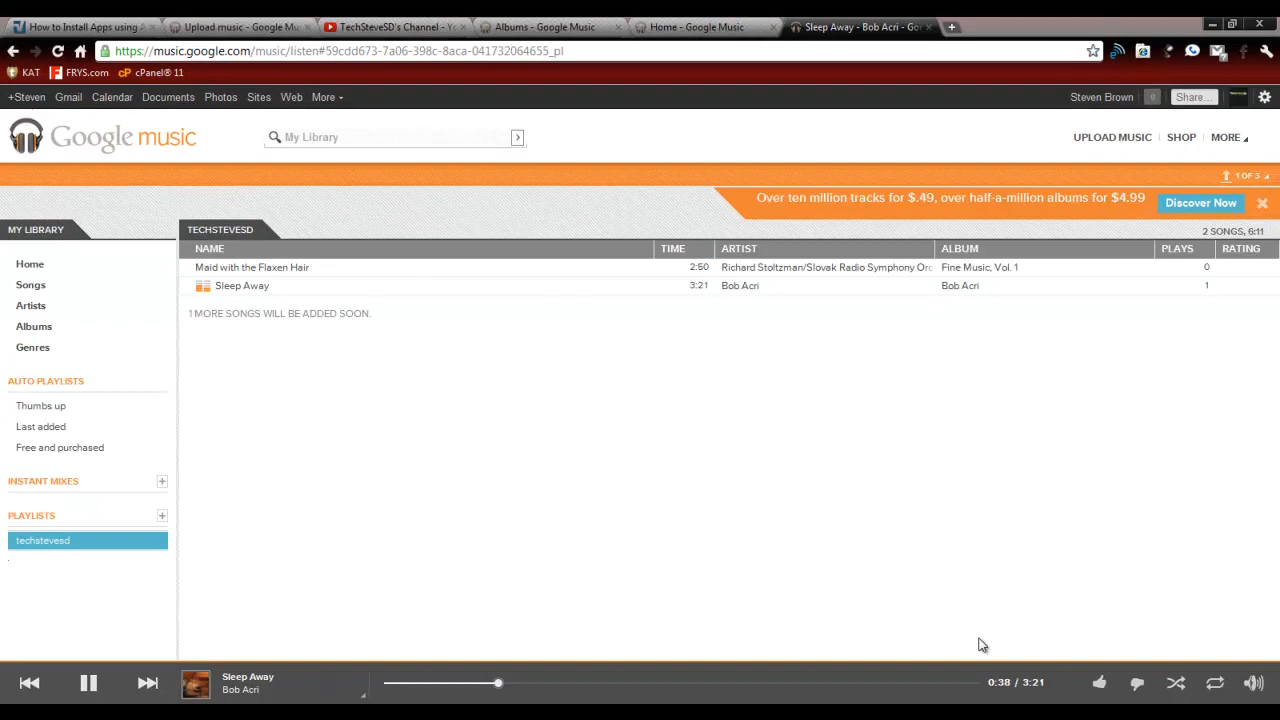 How to Install Apps using A
Upload music - Google Mu
TechSteveSD's Channel - Yo
Albums - Google Music
Home - Google Music
Sleep Away - Bob Acri - Goo
https://music.google.com/music/listen#59cdd673-7a06-398c-8aca-041732064655_pl
KAT
FRYS.com
cPanel® 11
+Steven Gmail Calendar Documents Photos Sites Web More
Steven Brown 0 Share...
Google music
My Library
UPLOAD MUSIC SHOP MORE
1 OF 3
Over ten million tracks for $.49, over half-a-million albums for $4.99 Discover Now
MY LIBRARY
TECHSTEVESD
2 SONGS, 6:11
NAME TIME ARTIST ALBUM PLAYS RATING
Maid with the Flaxen Hair 2:50 Richard Stoltzman/Slovak Radio Symphony Orc Fine Music, Vol. 1 0
Sleep Away 3:21 Bob Acri Bob Acri 1
1 MORE SONGS WILL BE ADDED SOON.
Home
Songs
Artists
Albums
Genres
AUTO PLAYLISTS
Thumbs up
Last added
Free and purchased
INSTANT MIXES
PLAYLISTS
techstevesd
Sleep Away
Bob Acri
0:38 / 3:21